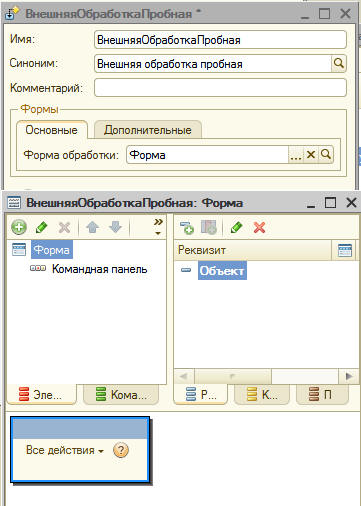 ВнешняяОбработкаПробная *
Имя: ВнешняяОбработкаПробная
Синоним: Внешняя обработка пробная
Комментарий:
Формы
Основные Дополнительные
Форма обработки: Форма
ВнешняяОбработкаПробная: Форма
Форма
Командная панель
Реквизит
Объект
Эле... Кома... Р... К... П
Все действия